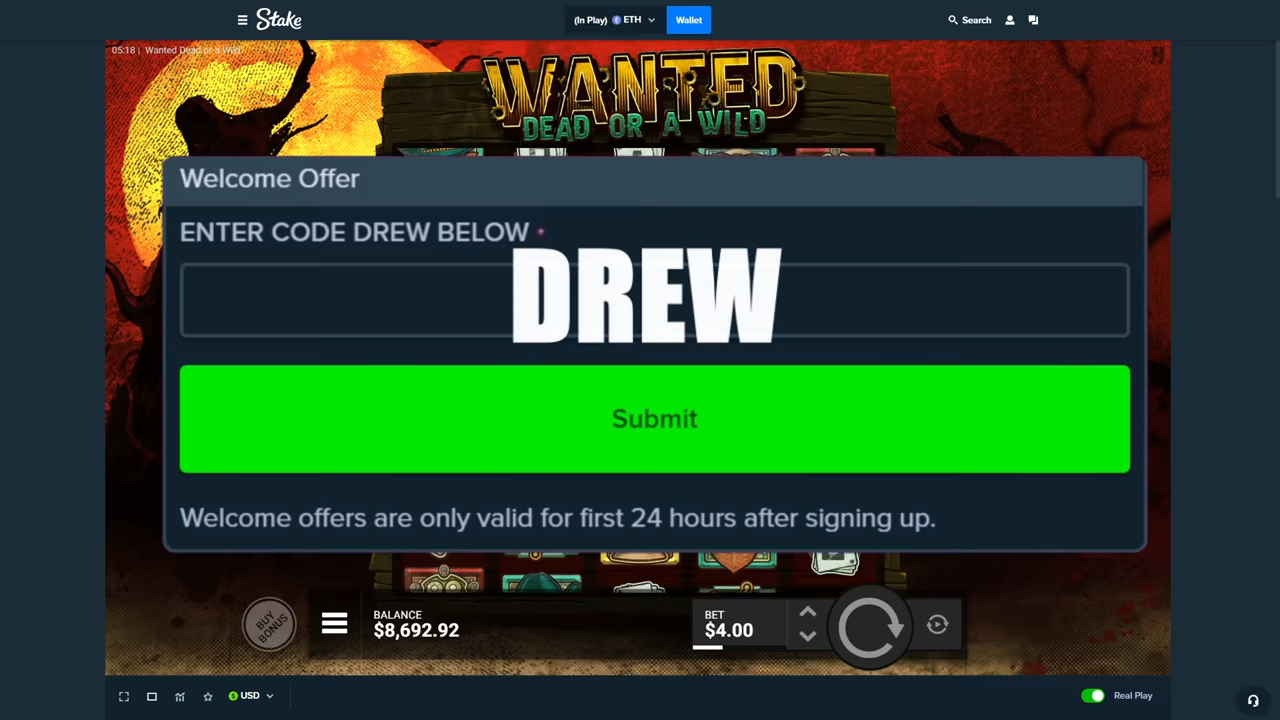 Stake
(In Play) ETH
Wallet
Search
05:18 | Wanted Dead or a Wild
WANTED
DEAD OR A WILD
Welcome Offer
ENTER CODE DREW BELOW *
DREW
Submit
Welcome offers are only valid for first 24 hours after signing up.
BUY BONUS
BALANCE
$8,692.92
BET
$4.00
USD
Real Play